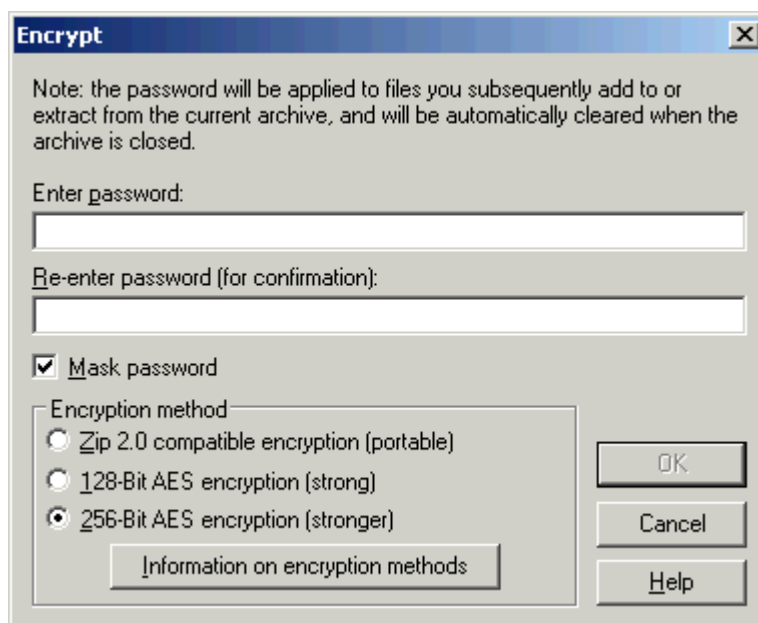 Encrypt
Note: the password will be applied to files you subsequently add to or
extract from the current archive, and will be automatically cleared when the
archive is closed.
Enter password:
Re-enter password (for confirmation):
Mask password
Encryption method
Zip 2.0 compatible encryption (portable)
128-Bit AES encryption (strong)
256-Bit AES encryption (stronger)
Information on encryption methods
OK
Cancel
Help